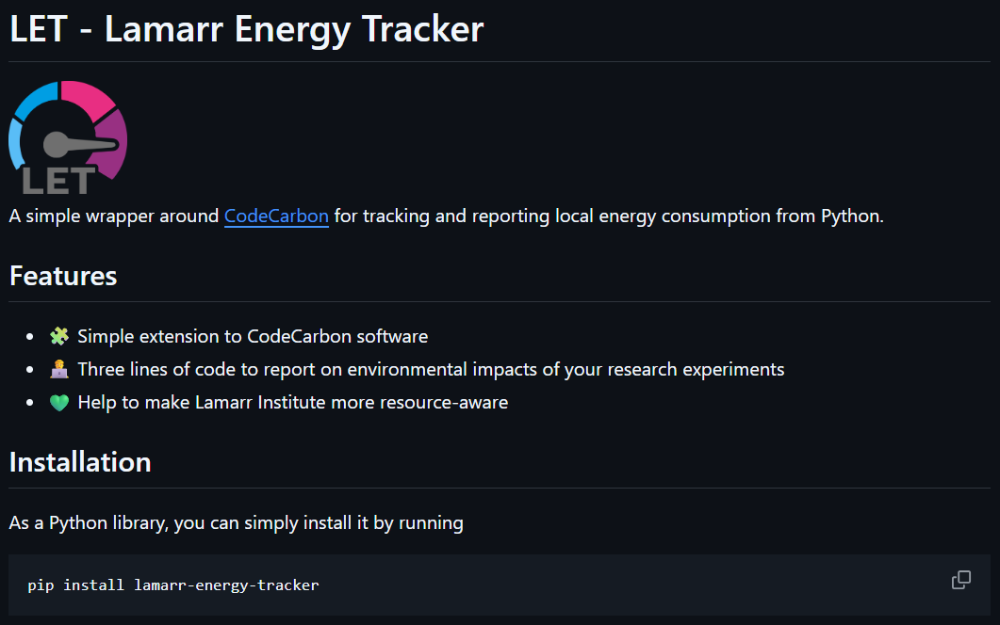 LET - Lamarr Energy Tracker
LET
A simple wrapper around CodeCarbon for tracking and reporting local energy consumption from Python.
Features
🧩 Simple extension to CodeCarbon software
🧑‍💻 Three lines of code to report on environmental impacts of your research experiments
💚 Help to make Lamarr Institute more resource-aware
Installation
As a Python library, you can simply install it by running
pip install lamarr-energy-tracker